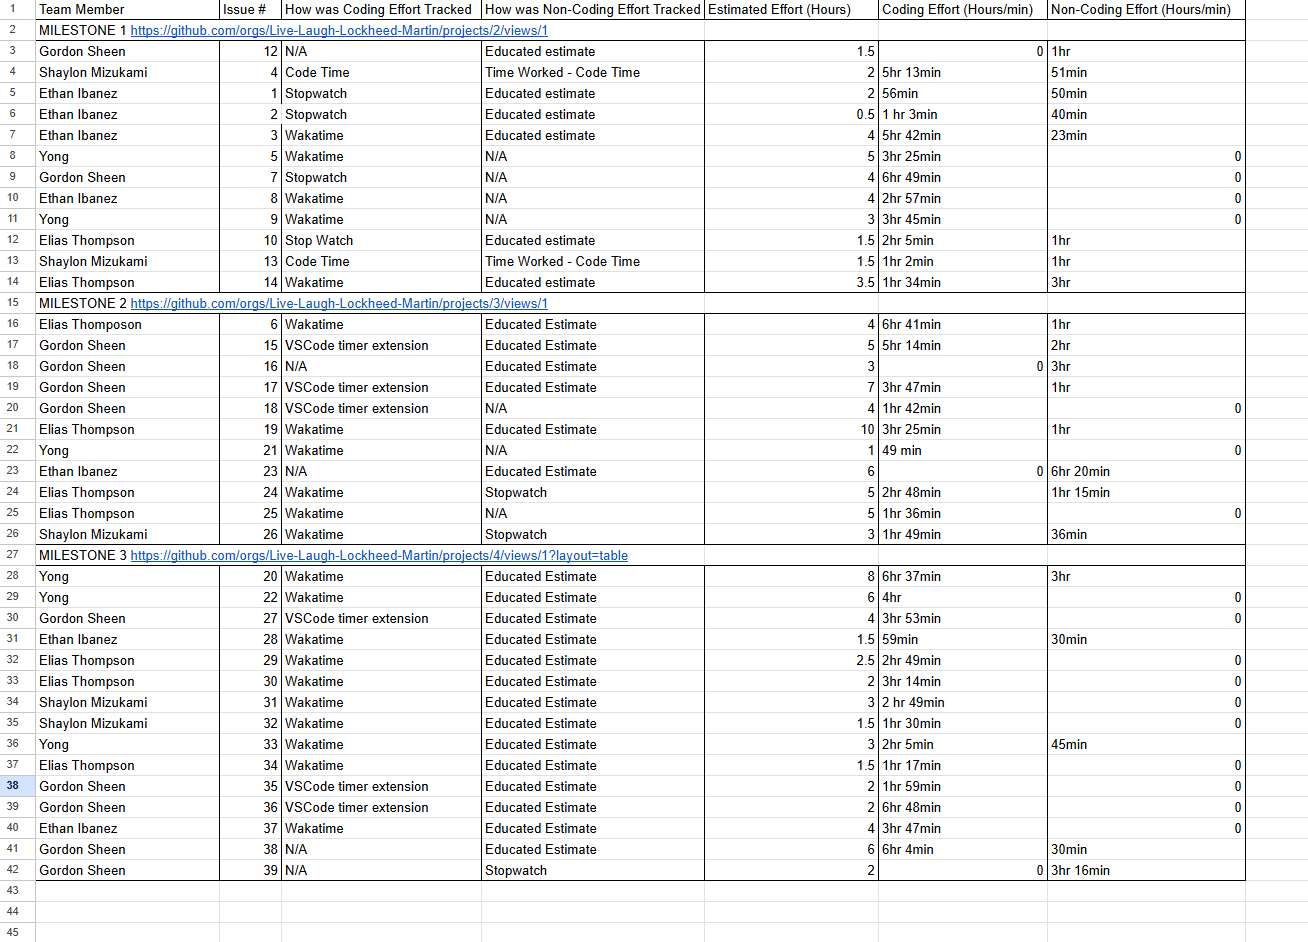 1 Team Member Issue # How was Coding Effort Tracked How was Non-Coding Effort Tracked Estimated Effort (Hours) Coding Effort (Hours/min) Non-Coding Effort (Hours/min)
2 MILESTONE 1 https://github.com/orgs/Live-Laugh-Lockheed-Martin/projects/2/views/1
3 Gordon Sheen 12 N/A Educated estimate 1.5 0 1hr
4 Shaylon Mizukami 4 Code Time Time Worked - Code Time 2 5hr 13min 51min
5 Ethan Ibanez 1 Stopwatch Educated estimate 2 56min 50min
6 Ethan Ibanez 2 Stopwatch Educated estimate 0.5 1 hr 3min 40min
7 Ethan Ibanez 3 Wakatime Educated estimate 4 5hr 42min 23min
8 Yong 5 Wakatime N/A 5 3hr 25min 0
9 Gordon Sheen 7 Stopwatch N/A 4 6hr 49min 0
10 Ethan Ibanez 8 Wakatime N/A 4 2hr 57min 0
11 Yong 9 Wakatime N/A 3 3hr 45min 0
12 Elias Thompson 10 Stop Watch Educated estimate 1.5 2hr 5min 1hr
13 Shaylon Mizukami 13 Code Time Time Worked - Code Time 1.5 1hr 2min 1hr
14 Elias Thompson 14 Wakatime Educated estimate 3.5 1hr 34min 3hr
15 MILESTONE 2 https://github.com/orgs/Live-Laugh-Lockheed-Martin/projects/3/views/1
16 Elias Thomposon 6 Wakatime Educated Estimate 4 6hr 41min 1hr
17 Gordon Sheen 15 VSCode timer extension Educated Estimate 5 5hr 14min 2hr
18 Gordon Sheen 16 N/A Educated Estimate 3 0 3hr
19 Gordon Sheen 17 VSCode timer extension Educated Estimate 7 3hr 47min 1hr
20 Gordon Sheen 18 VSCode timer extension N/A 4 1hr 42min 0
21 Elias Thompson 19 Wakatime Educated Estimate 10 3hr 25min 1hr
22 Yong 21 Wakatime N/A 1 49 min 0
23 Ethan Ibanez 23 N/A Educated Estimate 6 0 6hr 20min
24 Elias Thompson 24 Wakatime Stopwatch 5 2hr 48min 1hr 15min
25 Elias Thompson 25 Wakatime N/A 5 1hr 36min 0
26 Shaylon Mizukami 26 Wakatime Stopwatch 3 1hr 49min 36min
27 MILESTONE 3 https://github.com/orgs/Live-Laugh-Lockheed-Martin/projects/4/views/1?layout=table
28 Yong 20 Wakatime Educated Estimate 8 6hr 37min 3hr
29 Yong 22 Wakatime Educated Estimate 6 4hr 0
30 Gordon Sheen 27 VSCode timer extension Educated Estimate 4 3hr 53min 0
31 Ethan Ibanez 28 Wakatime Educated Estimate 1.5 59min 30min
32 Elias Thompson 29 Wakatime Educated Estimate 2.5 2hr 49min 0
33 Elias Thompson 30 Wakatime Educated Estimate 2 3hr 14min 0
34 Shaylon Mizukami 31 Wakatime Educated Estimate 3 2 hr 49min 0
35 Shaylon Mizukami 32 Wakatime Educated Estimate 1.5 1hr 30min 0
36 Yong 33 Wakatime Educated Estimate 3 2hr 5min 45min
37 Elias Thompson 34 Wakatime Educated Estimate 1.5 1hr 17min 0
38 Gordon Sheen 35 VSCode timer extension Educated Estimate 2 1hr 59min 0
39 Gordon Sheen 36 VSCode timer extension Educated Estimate 2 6hr 48min 0
40 Ethan Ibanez 37 Wakatime Educated Estimate 4 3hr 47min 0
41 Gordon Sheen 38 N/A Educated Estimate 6 6hr 4min 30min
42 Gordon Sheen 39 N/A Stopwatch 2 0 3hr 16min
43
44
45